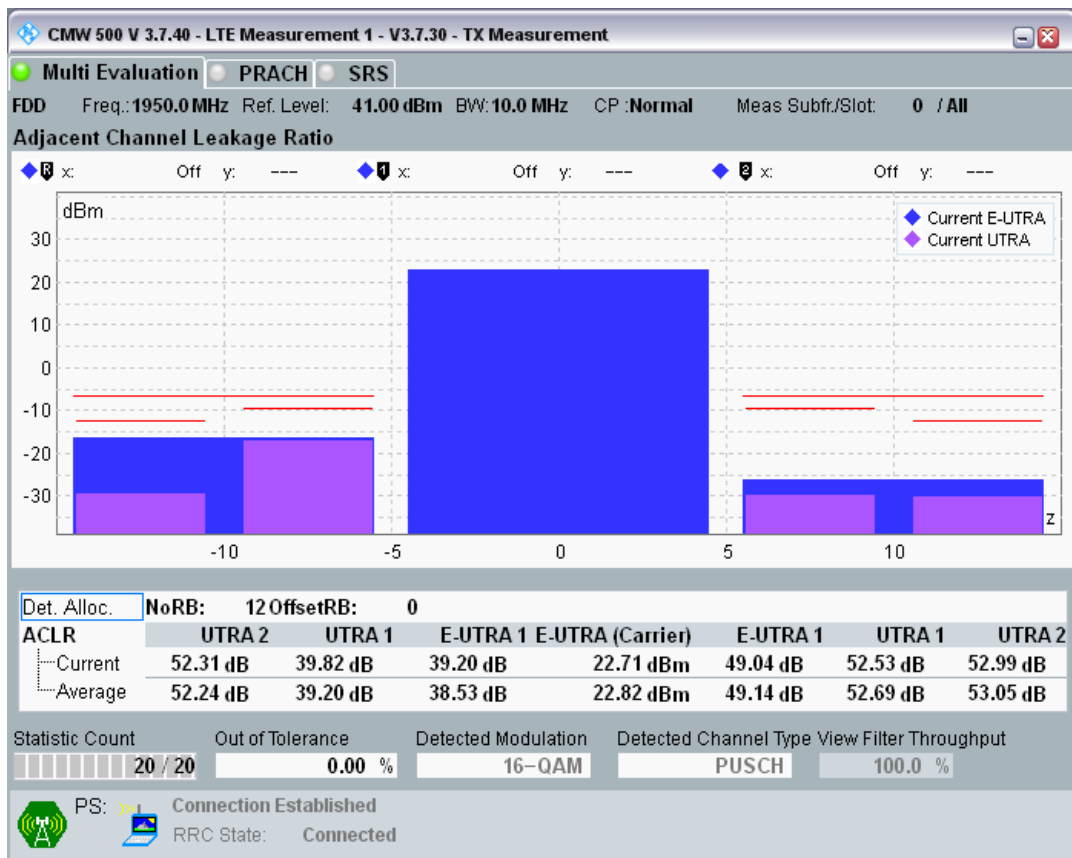 CMW 500 V 3.7.40 - LTE Measurement 1 - V3.7.30 - TX Measurement
Multi Evaluation PRACH SRS
FDD Freq.: 1950.0 MHz Ref. Level: 41.00 dBm BW: 10.0 MHz CP :Normal Meas Subfr./Slot: 0 / All
Adjacent Channel Leakage Ratio
R x: Off y: --- 1 x: Off y: --- 2 x: Off y: ---
dBm
Current E-UTRA
Current UTRA
30
20
10
0
-10
-20
-30
z
-10 -5 0 5 10
Det. Alloc. NoRB: 12 OffsetRB: 0
ACLR UTRA 2 UTRA 1 E-UTRA 1 E-UTRA (Carrier) E-UTRA 1 UTRA 1 UTRA 2
Current 52.31 dB 39.82 dB 39.20 dB 22.71 dBm 49.04 dB 52.53 dB 52.99 dB
Average 52.24 dB 39.20 dB 38.53 dB 22.82 dBm 49.14 dB 52.69 dB 53.05 dB
Statistic Count Out of Tolerance Detected Modulation Detected Channel Type View Filter Throughput
20 / 20 0.00 % 16-QAM PUSCH 100.0 %
PS: Connection Established
RRC State: Connected